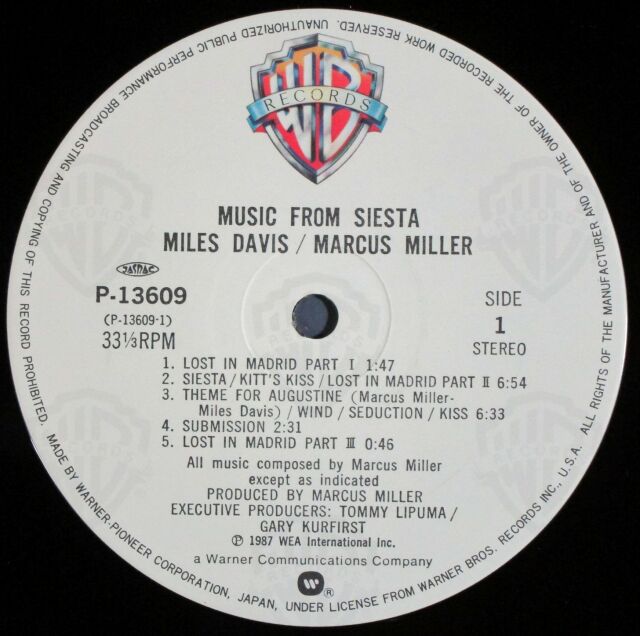 WB
RECORDS
MUSIC FROM SIESTA
MILES DAVIS / MARCUS MILLER
JASRAC
P-13609
(P-13609-1)
33⅓RPM
SIDE
1
STEREO
1. LOST IN MADRID PART Ⅰ 1:47
2. SIESTA / KITT'S KISS / LOST IN MADRID PART Ⅱ 6:54
3. THEME FOR AUGUSTINE (Marcus Miller-
Miles Davis) / WIND / SEDUCTION / KISS 6:33
4. SUBMISSION 2:31
5. LOST IN MADRID PART Ⅲ 0:46
All music composed by Marcus Miller
except as indicated
PRODUCED BY MARCUS MILLER
EXECUTIVE PRODUCERS: TOMMY LIPUMA /
GARY KURFIRST
Ⓟ 1987 WEA International Inc.
a Warner Communications Company
W ®
ALL RIGHTS OF THE MANUFACTURER AND OF THE OWNER OF THE RECORDED WORK RESERVED. UNAUTHORIZED PUBLIC PERFORMANCE BROADCASTING AND COPYING OF THIS RECORD PROHIBITED. MADE BY WARNER-PIONEER CORPORATION, JAPAN, UNDER LICENSE FROM WARNER BROS. RECORDS INC., U.S.A.